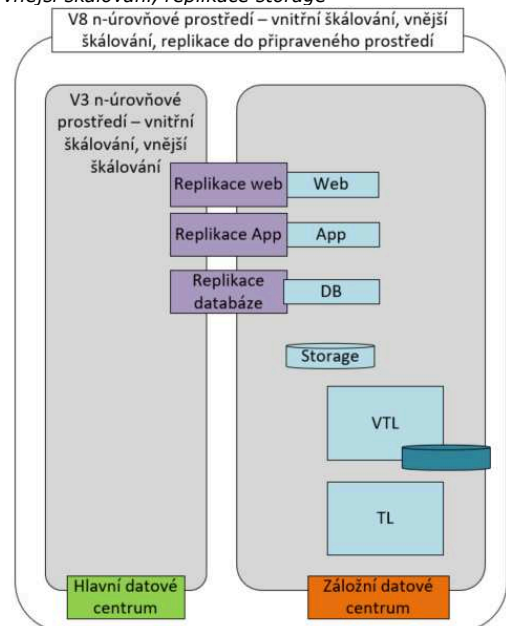 vnější škálování, replikace Storage
V8 n-úrovňové prostředí – vnitřní škálování, vnější
škálování, replikace do připraveného prostředí
V3 n-úrovňové
prostředí – vnitřní
škálování, vnější
škálování
Replikace web
Web
Replikace App
App
Replikace
databáze
DB
Storage
VTL
TL
Hlavní datové
centrum
Záložní datové
centrum